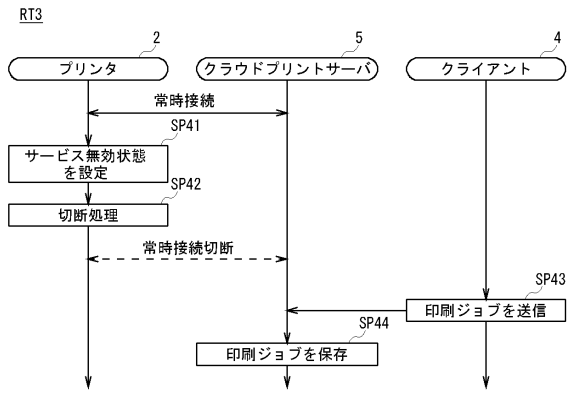 RT3
2
5
4
プリンタ
クラウドプリントサーバ
クライアント
常時接続
SP41
サービス無効状態
を設定
SP42
切断処理
常時接続切断
SP43
印刷ジョブを送信
SP44
印刷ジョブを保存